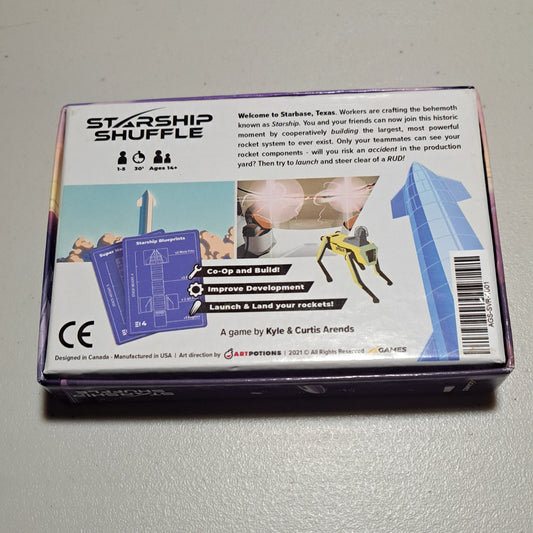 STARSHIP
SHUFFLE
1-5 30' Ages 14+
Welcome to Starbase, Texas. Workers are crafting the behemoth
known as Starship. You and your friends can now join this historic
moment by cooperatively building the largest, most powerful
rocket system to ever exist. Only your teammates can see your
rocket components - will you risk an accident in the production
yard? Then try to launch and steer clear of a RUD!
Starship Blueprints
4
Co-Op and Build!
Improve Development
Launch & Land your rockets!
A game by Kyle & Curtis Arends
CE
Designed in Canada - Manufactured in USA | Art direction by ARTPOTIONS | 2021 © All Rights Reserved GAMES